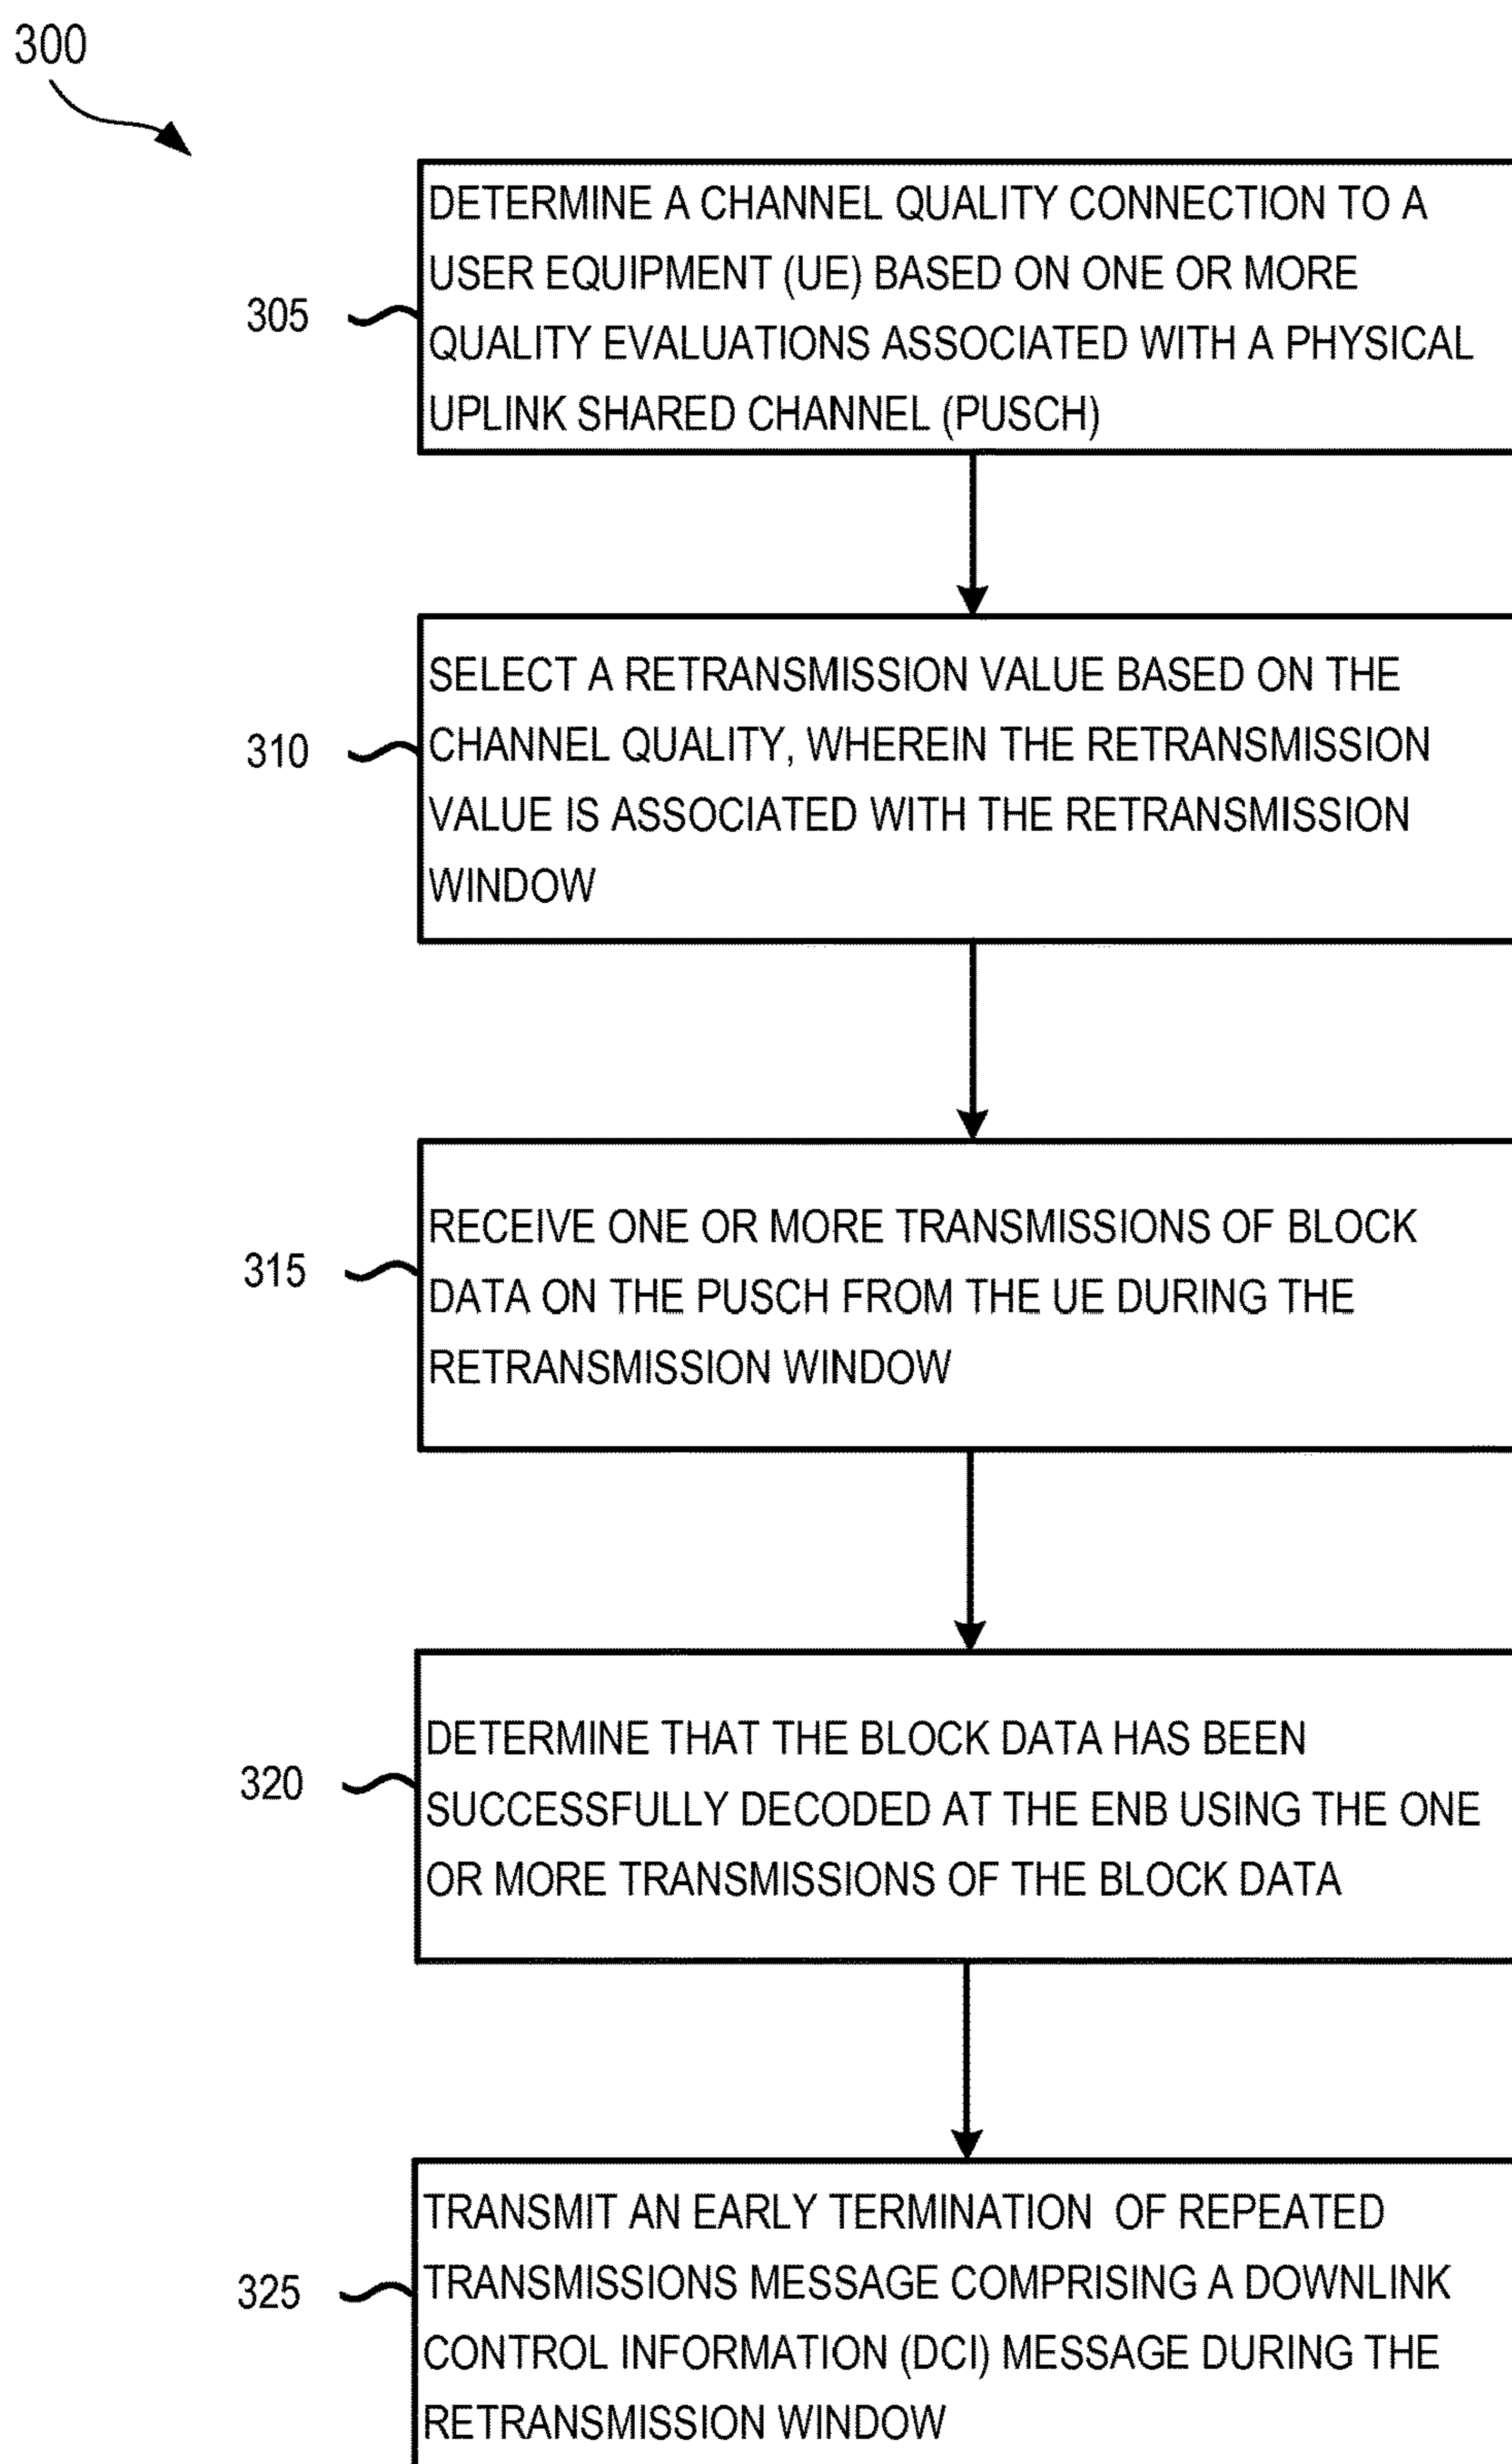 300
DETERMINE A CHANNEL QUALITY CONNECTION TO A
USER EQUIPMENT (UE) BASED ON ONE OR MORE
QUALITY EVALUATIONS ASSOCIATED WITH A PHYSICAL
UPLINK SHARED CHANNEL (PUSCH)
305
SELECT A RETRANSMISSION VALUE BASED ON THE
CHANNEL QUALITY, WHEREIN THE RETRANSMISSION
VALUE IS ASSOCIATED WITH THE RETRANSMISSION
WINDOW
310
RECEIVE ONE OR MORE TRANSMISSIONS OF BLOCK
DATA ON THE PUSCH FROM THE UE DURING THE
RETRANSMISSION WINDOW
315
DETERMINE THAT THE BLOCK DATA HAS BEEN
SUCCESSFULLY DECODED AT THE ENB USING THE ONE
OR MORE TRANSMISSIONS OF THE BLOCK DATA
320
TRANSMIT AN EARLY TERMINATION OF REPEATED
TRANSMISSIONS MESSAGE COMPRISING A DOWNLINK
CONTROL INFORMATION (DCI) MESSAGE DURING THE
RETRANSMISSION WINDOW
325